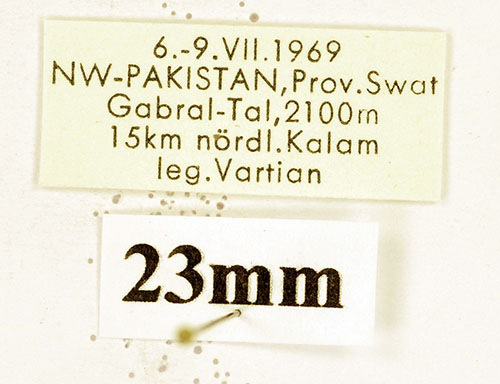 6.-9.VII.1969
NW-PAKISTAN,Prov.Swat
Gabral-Tal,2100m
15km nördl.Kalam
leg.Vartian
23mm